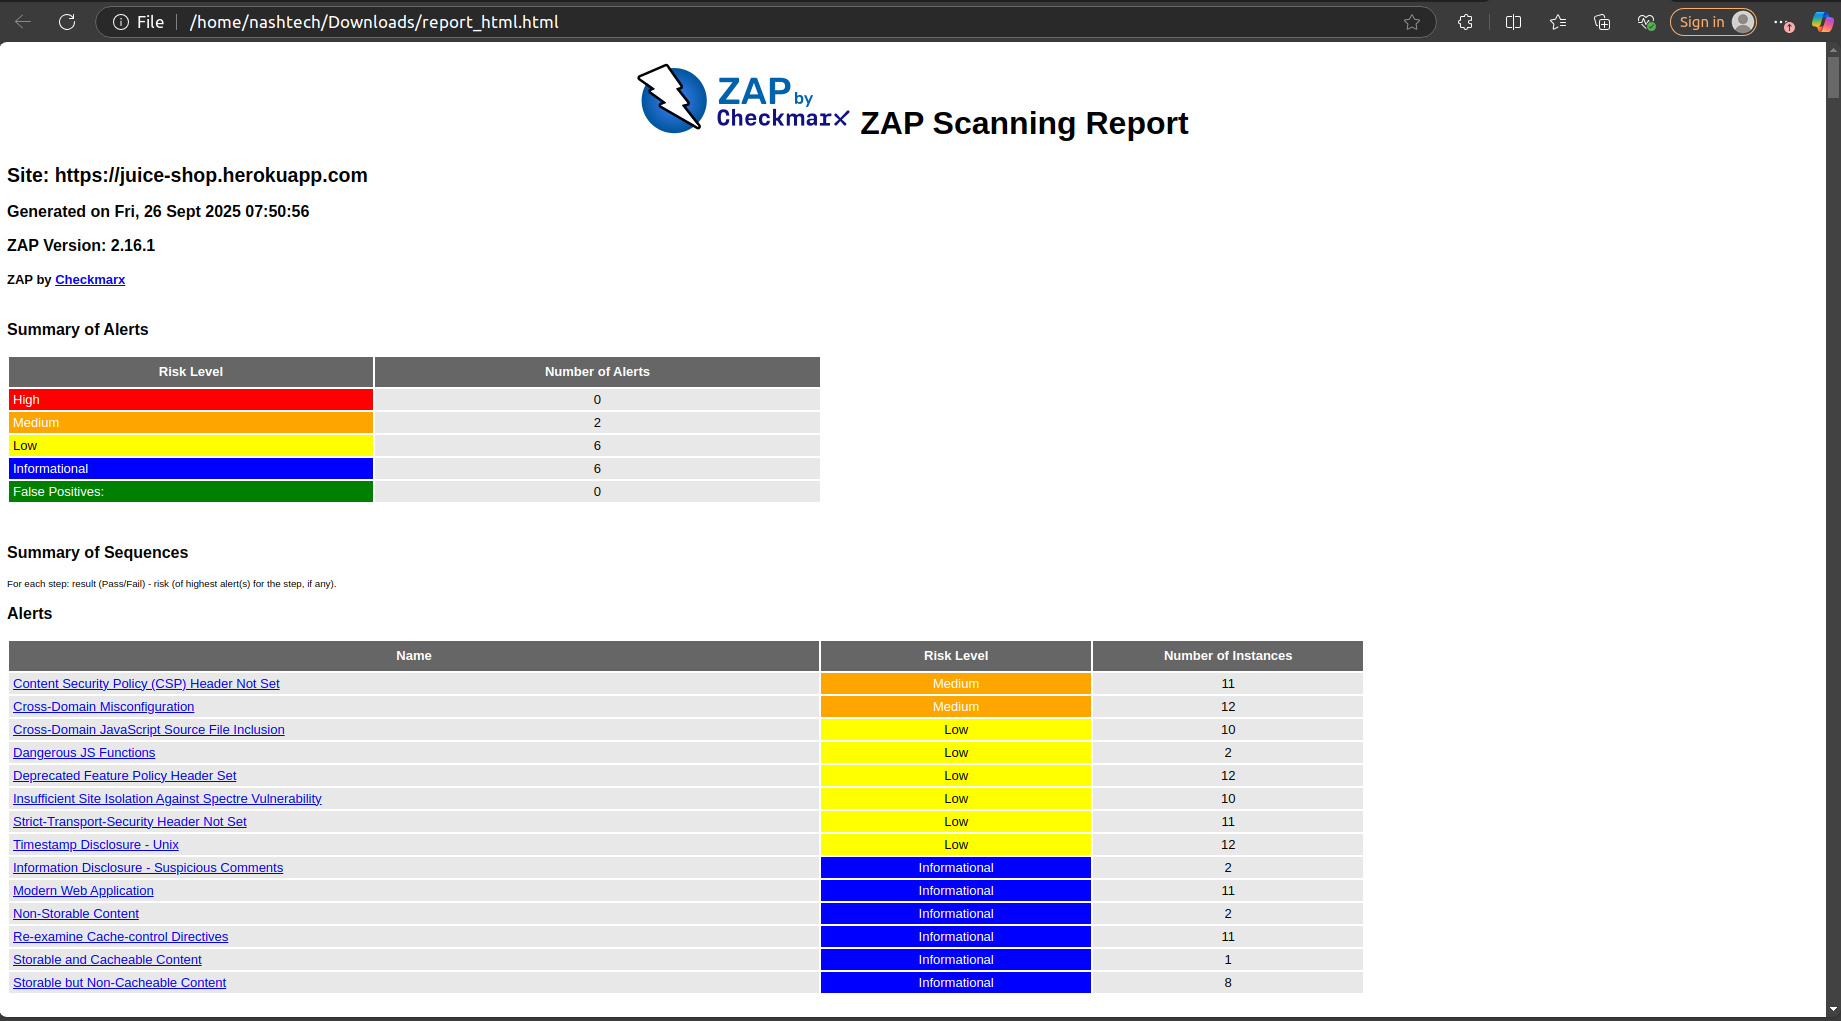 File /home/nashtech/Downloads/report_html.html Sign in
ZAP by
Checkmarx ZAP Scanning Report
Site: https://juice-shop.herokuapp.com
Generated on Fri, 26 Sept 2025 07:50:56
ZAP Version: 2.16.1
ZAP by Checkmarx
Summary of Alerts
Risk Level Number of Alerts
High 0
Medium 2
Low 6
Informational 6
False Positives: 0
Summary of Sequences
For each step: result (Pass/Fail) - risk (of highest alert(s) for the step, if any).
Alerts
Name Risk Level Number of Instances
Content Security Policy (CSP) Header Not Set Medium 11
Cross-Domain Misconfiguration Medium 12
Cross-Domain JavaScript Source File Inclusion Low 10
Dangerous JS Functions Low 2
Deprecated Feature Policy Header Set Low 12
Insufficient Site Isolation Against Spectre Vulnerability Low 10
Strict-Transport-Security Header Not Set Low 11
Timestamp Disclosure - Unix Low 12
Information Disclosure - Suspicious Comments Informational 2
Modern Web Application Informational 11
Non-Storable Content Informational 2
Re-examine Cache-control Directives Informational 11
Storable and Cacheable Content Informational 1
Storable but Non-Cacheable Content Informational 8